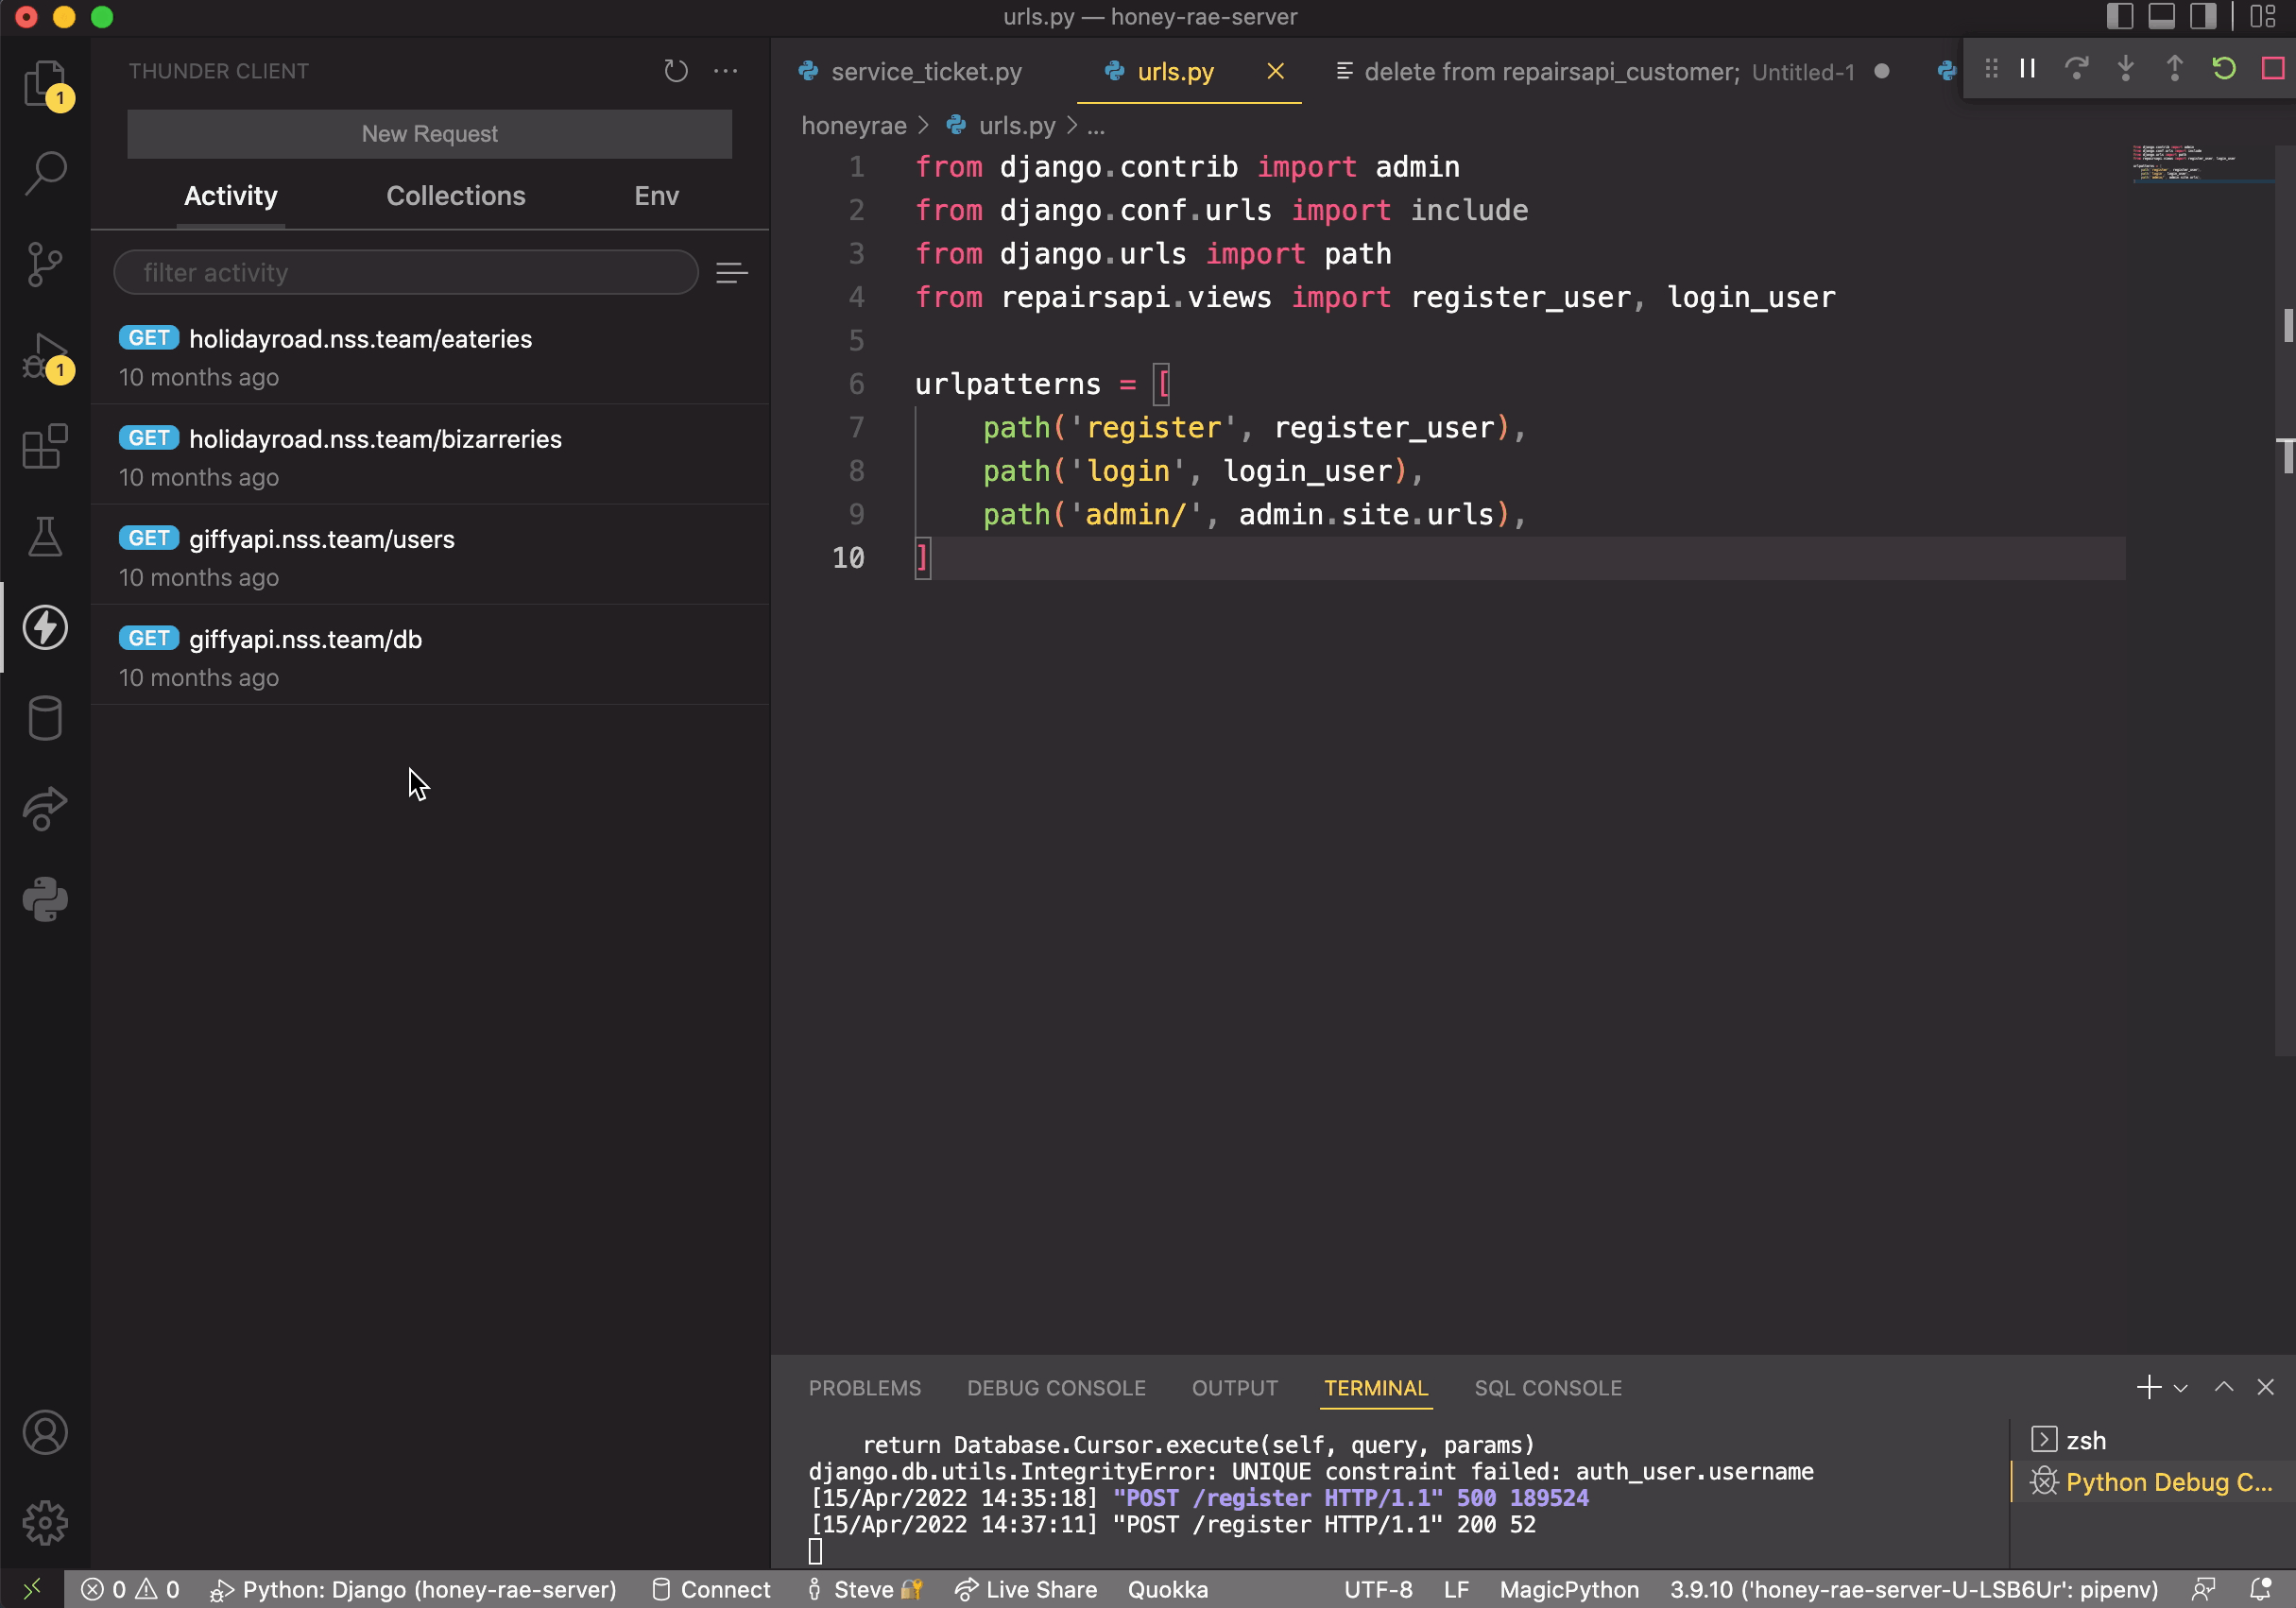 urls.py — honey-rae-server
THUNDER CLIENT
New Request
Activity Collections Env
filter activity
GET holidayroad.nss.team/eateries
10 months ago
GET holidayroad.nss.team/bizarreries
10 months ago
GET giffyapi.nss.team/users
10 months ago
GET giffyapi.nss.team/db
10 months ago
1
1
service_ticket.py urls.py delete from repairsapi_customer; Untitled-1
honeyrae > urls.py > ...
1 from django.contrib import admin
2 from django.conf.urls import include
3 from django.urls import path
4 from repairsapi.views import register_user, login_user
5
6 urlpatterns = [
7 path('register', register_user),
8 path('login', login_user),
9 path('admin/', admin.site.urls),
10 ]
PROBLEMS DEBUG CONSOLE OUTPUT TERMINAL SQL CONSOLE
return Database.Cursor.execute(self, query, params)
django.db.utils.IntegrityError: UNIQUE constraint failed: auth_user.username
[15/Apr/2022 14:35:18] "POST /register HTTP/1.1" 500 189524
[15/Apr/2022 14:37:11] "POST /register HTTP/1.1" 200 52
zsh
Python Debug C...
0 0 Python: Django (honey-rae-server) Connect Steve Live Share Quokka UTF-8 LF MagicPython 3.9.10 ('honey-rae-server-U-LSB6Ur': pipenv)